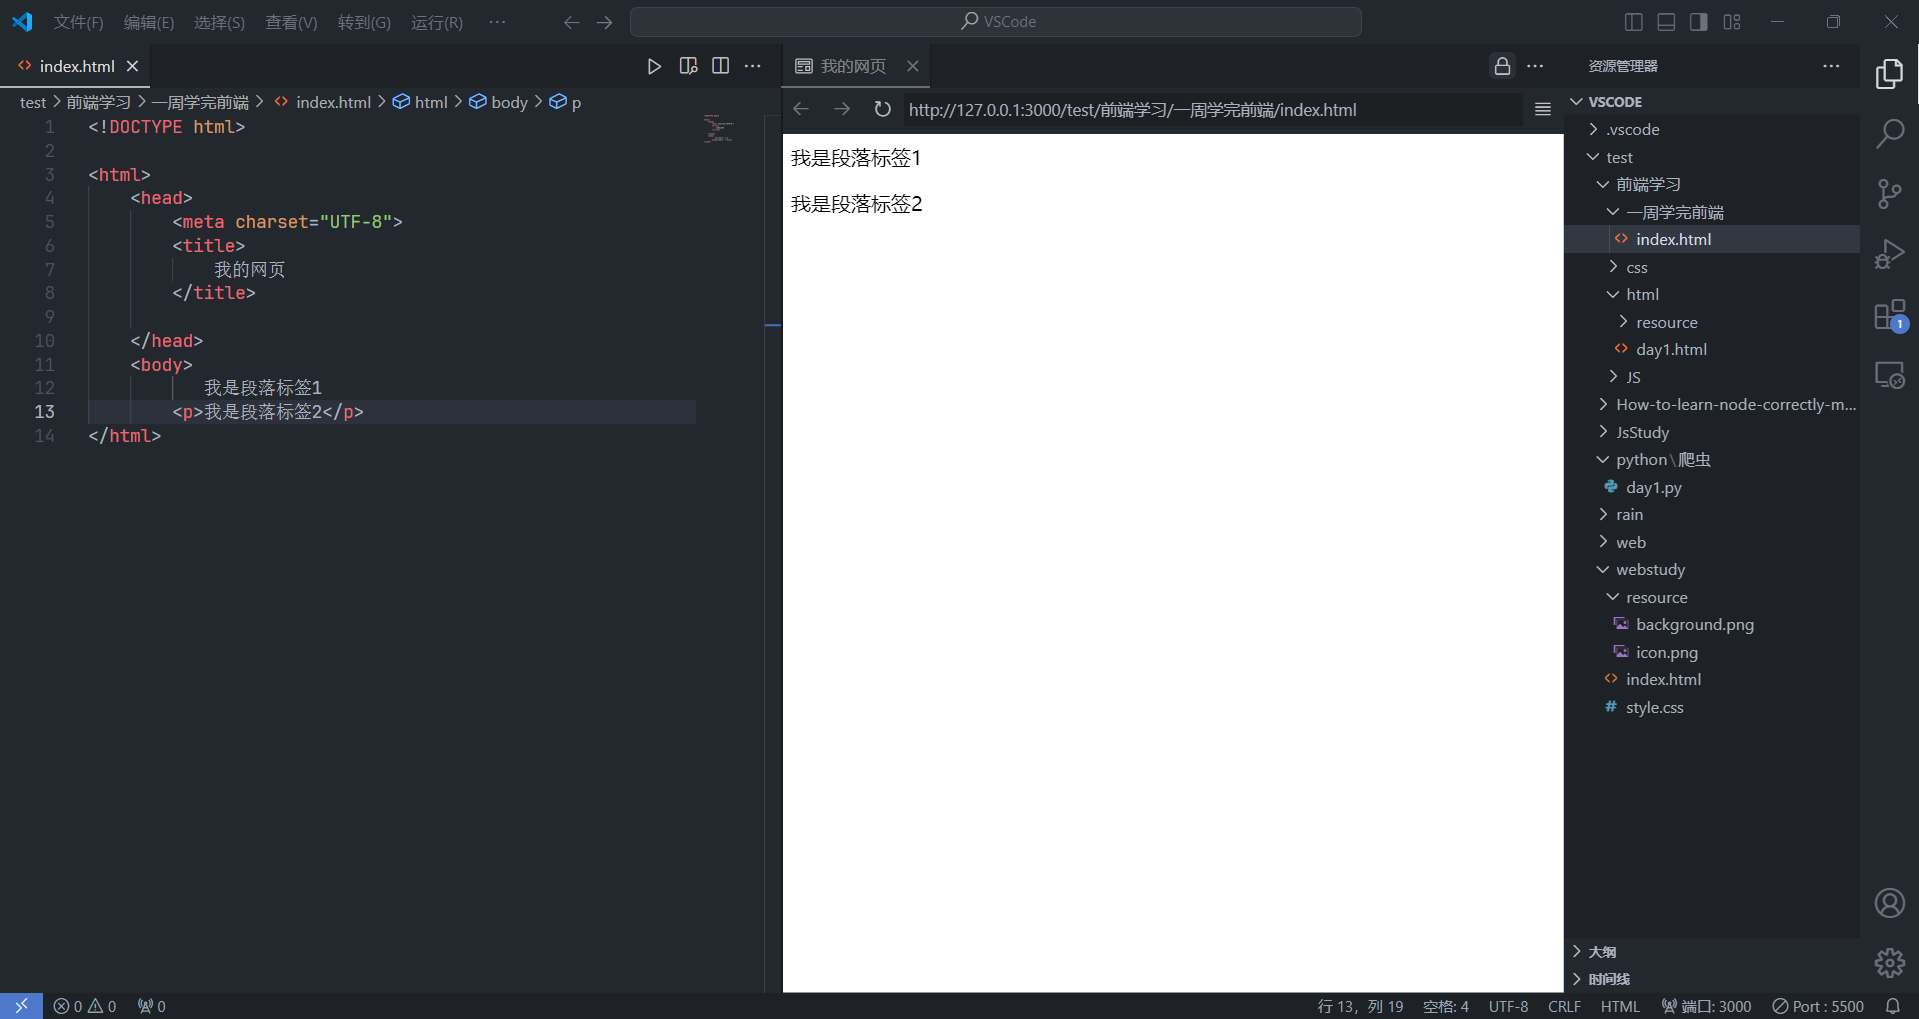 文件(F) 编辑(E) 选择(S) 查看(V) 转到(G) 运行(R) ··· VSCode
index.html
test > 前端学习 > 一周学完前端 > index.html > html > body > p
1 <!DOCTYPE html>
2
3 <html>
4 <head>
5 <meta charset="UTF-8">
6 <title>
7 我的网页
8 </title>
9
10 </head>
11 <body>
12 我是段落标签1
13 <p>我是段落标签2</p>
14 </html>
我的网页
http://127.0.0.1:3000/test/前端学习/一周学完前端/index.html
我是段落标签1
我是段落标签2
资源管理器
VSCODE
.vscode
test
前端学习
一周学完前端
index.html
css
html
resource
day1.html
JS
How-to-learn-node-correctly-m...
JsStudy
python\爬虫
day1.py
rain
web
webstudy
resource
background.png
icon.png
index.html
style.css
大纲
时间线
1
0 0 0
行 13，列 19 空格: 4 UTF-8 CRLF HTML 端口: 3000 Port : 5500